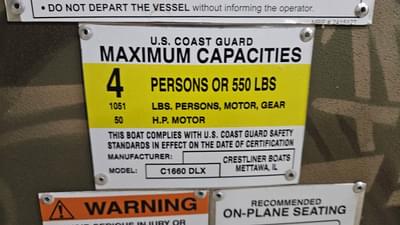 • DO NOT DEPART THE VESSEL without informing the operator.
U.S. COAST GUARD
MAXIMUM CAPACITIES
4 PERSONS OR 550 LBS
1051 LBS. PERSONS, MOTOR, GEAR
50 H.P. MOTOR
THIS BOAT COMPLIES WITH U.S. COAST GUARD SAFETY
STANDARDS IN EFFECT ON THE DATE OF CERTIFICATION
MANUFACTURER: CRESTLINER BOATS
METTAWA, IL
MODEL: C1660 DLX
WARNING
RECOMMENDED
ON-PLANE SEATING